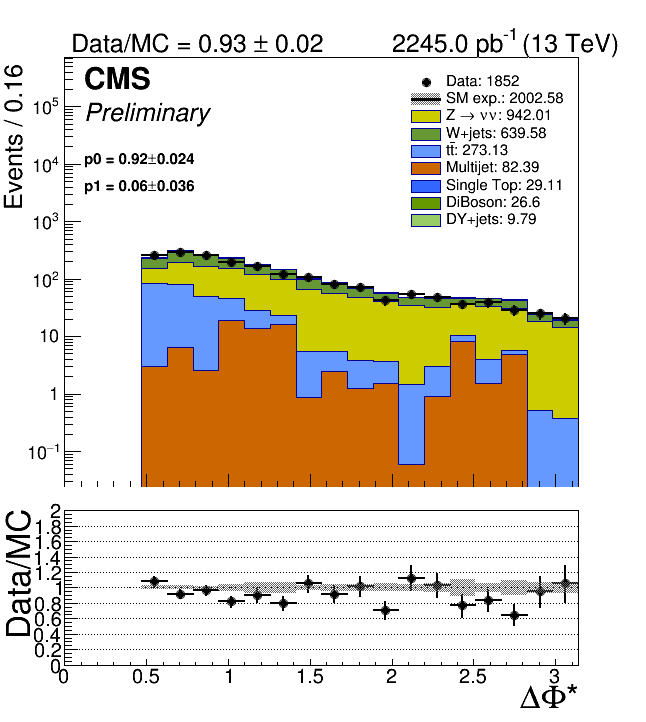 Data/MC = 0.93 ± 0.02 2245.0 pb⁻¹ (13 TeV)
Events / 0.16
CMS
Preliminary
p0 = 0.92±0.024
p1 = 0.06±0.036
Data: 1852
SM exp.: 2002.58
Z → νν: 942.01
W+jets: 639.58
tt̄: 273.13
Multijet: 82.39
Single Top: 29.11
DiBoson: 26.6
DY+jets: 9.79
10⁵
10⁴
10³
10²
10
1
10⁻¹
Data/MC
2
1.8
1.6
1.4
1.2
1
0.8
0.6
0.4
0.2
0
0 0.5 1 1.5 2 2.5 3
ΔΦ*